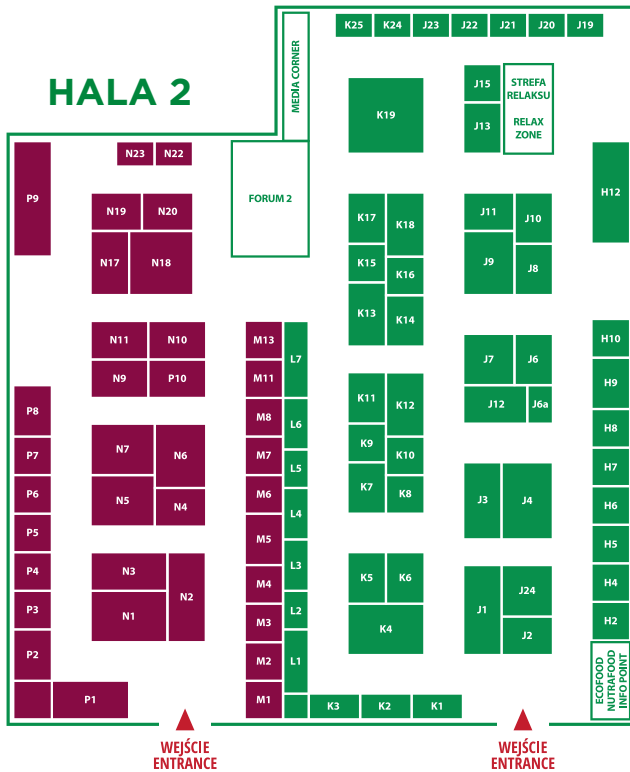 HALA 2
MEDIA CORNER
K25 K24 J23 J22 J21 J20 J19
K19
J15
J13
STREFA
RELAKSU
RELAX
ZONE
N23 N22
P9
FORUM 2
H12
N19 N20
N17 N18
K17 K18
K15 K16
K13 K14
J11 J10
J9 J8
N11 N10
N9 P10
M13
M11
L7
J7 J6
J12 J6a
H10
H9
H8
H7
H6
H5
H4
H2
P8
P7
P6
P5
P4
P3
P2
P1
N7 N6
N5 N4
N3 N2
N1
M8
M7
M6
M5
M4
M3
M2
M1
L6
L5
L4
L3
L2
L1
K11 K12
K9 K10
K7 K8
K5 K6
K4
K3 K2 K1
J3 J4
J1 J24
J2
ECOFOOD
NUTRAFOOD
INFO POINT
WEJŚCIE
ENTRANCE
WEJŚCIE
ENTRANCE